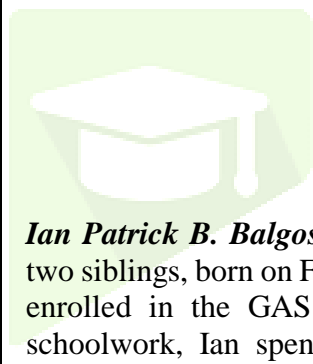 Ian Patrick B. Balgos
two siblings, born on F
enrolled in the GAS
schoolwork, Ian spen